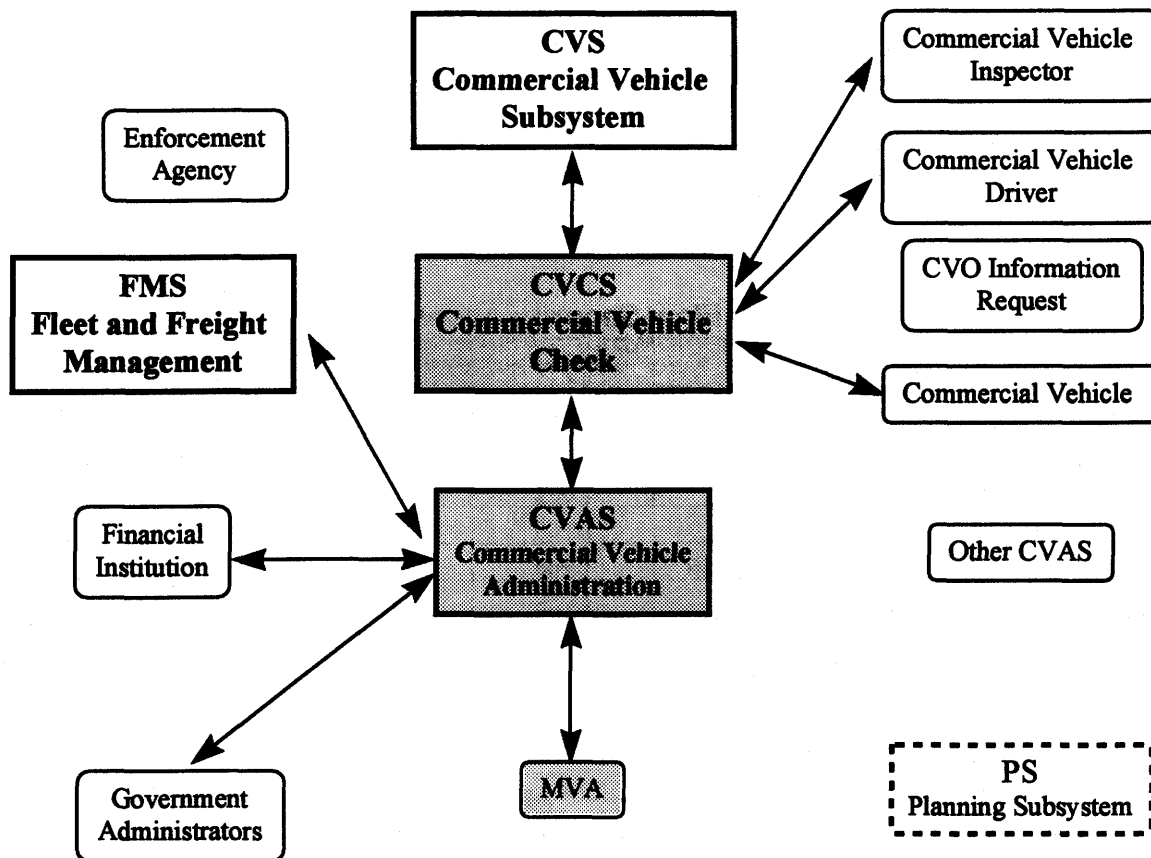 CVS
Commercial Vehicle
Subsystem
Commercial Vehicle
Inspector
Enforcement
Agency
Commercial Vehicle
Driver
FMS
Fleet and Freight
Management
CVCS
Commercial Vehicle
Check
CVO Information
Request
Commercial Vehicle
Financial
Institution
CVAS
Commercial Vehicle
Administration
Other CVAS
Government
Administrators
MVA
PS
Planning Subsystem